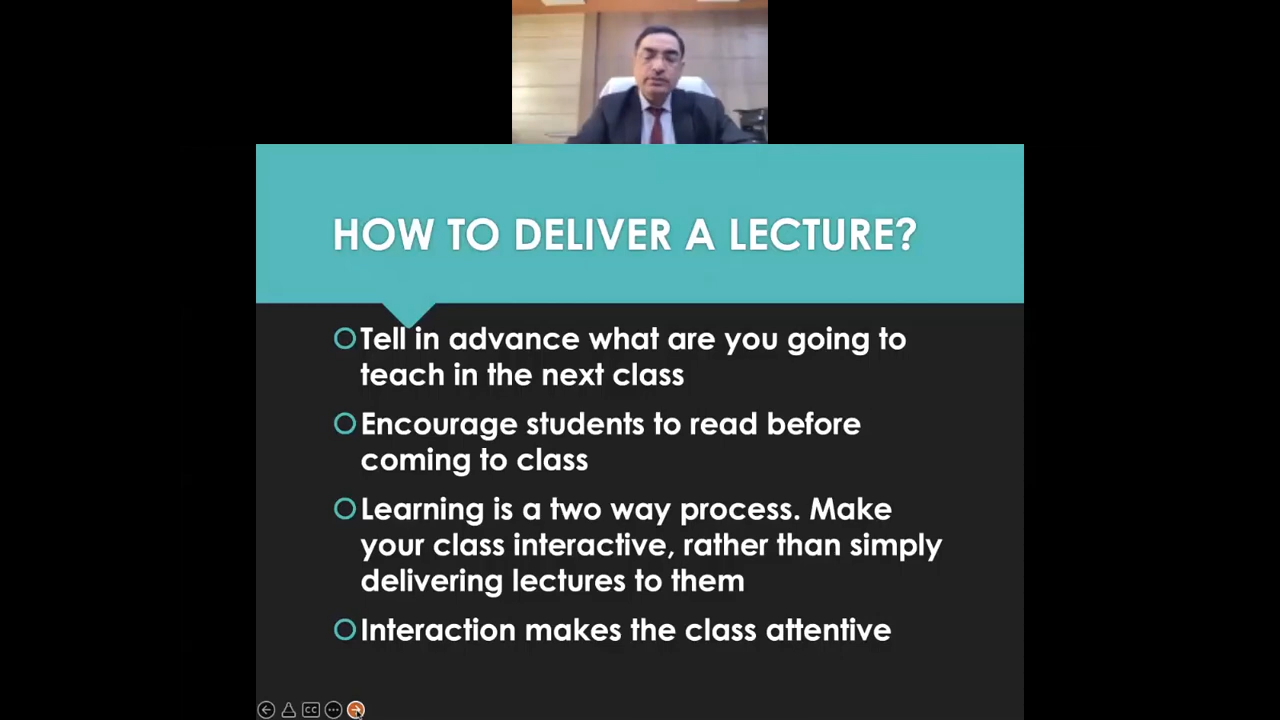 HOW TO DELIVER A LECTURE?
Tell in advance what are you going to
teach in the next class
Encourage students to read before
coming to class
Learning is a two way process. Make
your class interactive, rather than simply
delivering lectures to them
Interaction makes the class attentive
CC